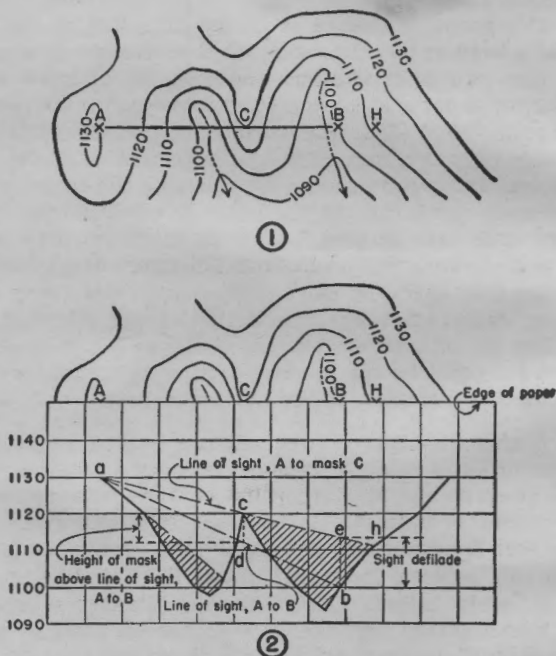 1130
1120
1110
1100
A
1130
1120
1110
1100
C
B
H
1090
①
1130
1120
1110
1100
A
C
B
H
Edge of paper
1140
1130
1120
1110
1100
1090
a
Line of sight, A to mask C
c
e
h
d
b
Height of mask
above line of sight,
A to B
Line of sight, A to B
Sight defilade
②